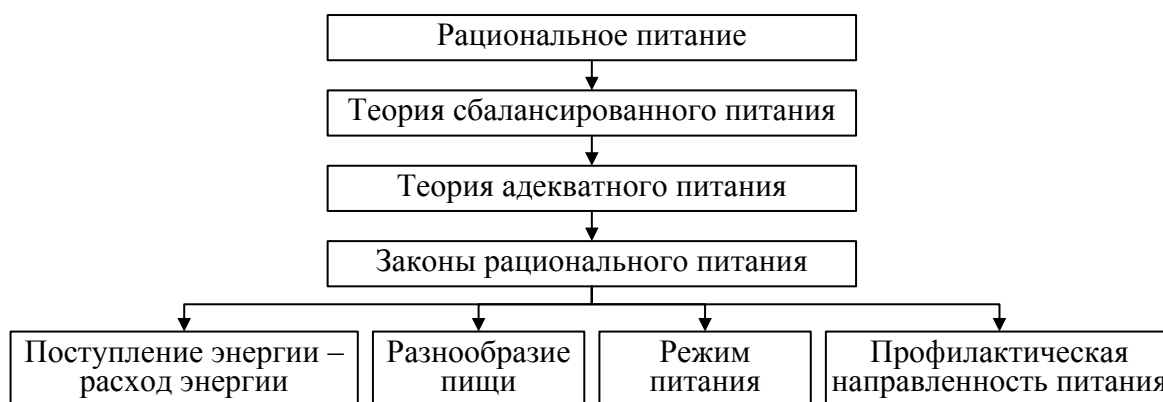 Рациональное питание
Теория сбалансированного питания
Теория адекватного питания
Законы рационального питания
Поступление энергии –
расход энергии
Разнообразие
пищи
Режим
питания
Профилактическая
направленность питания